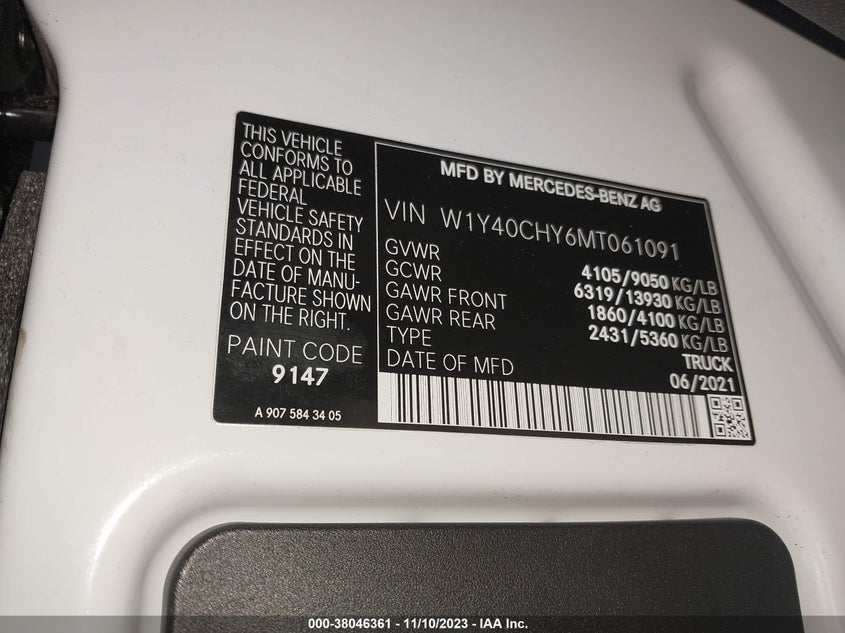 THIS VEHICLE
CONFORMS TO
ALL APPLICABLE
FEDERAL
VEHICLE SAFETY
STANDARDS IN
EFFECT ON THE
DATE OF MANU-
FACTURE SHOWN
ON THE RIGHT.
PAINT CODE
9147
A 907 584 34 05
MFD BY MERCEDES-BENZ AG
VIN W1Y40CHY6MT061091
GVWR 4105/9050 KG/LB
GCWR 6319/13930 KG/LB
GAWR FRONT 1860/4100 KG/LB
GAWR REAR 2431/5360 KG/LB
TYPE TRUCK
DATE OF MFD 06/2021
000-38046361 - 11/10/2023 - IAA Inc.